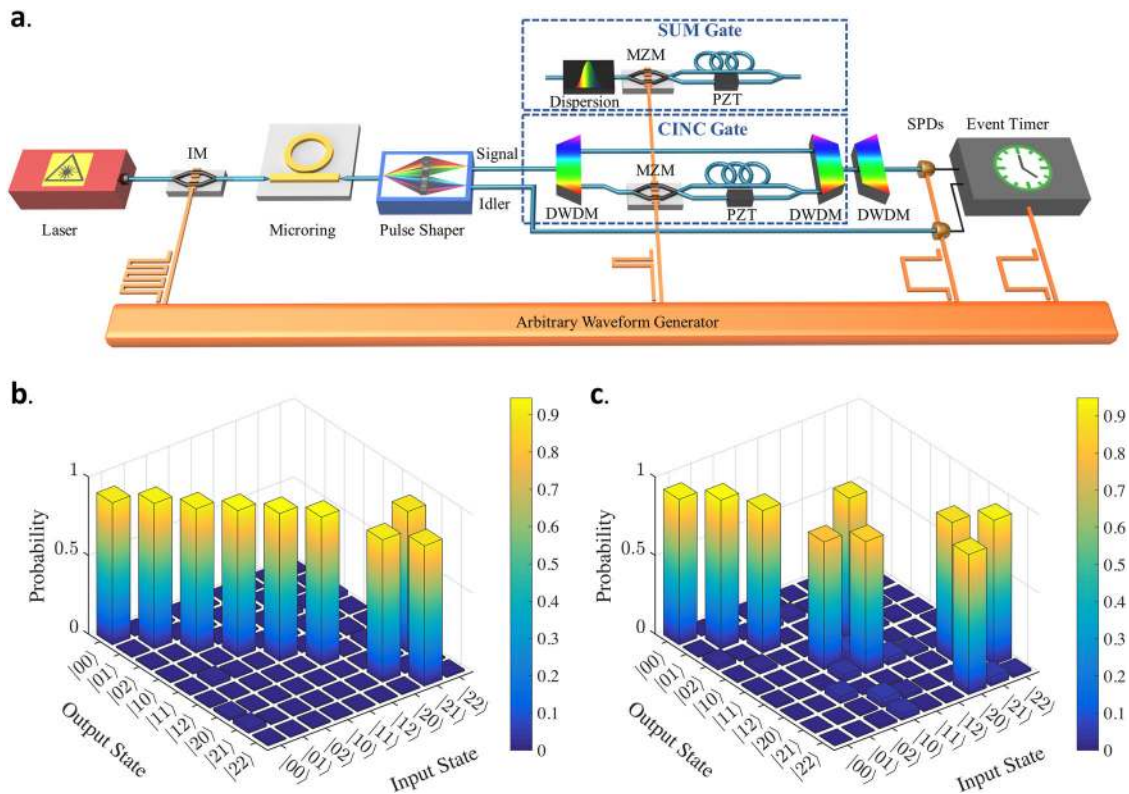 a.
SUM Gate
MZM
Dispersion
PZT
CINC Gate
SPDs Event Timer
IM
Signal
MZM
Idler
DWDM
PZT
DWDM
DWDM
Laser
Microring
Pulse Shaper
Arbitrary Waveform Generator
b.
1
0.5
0
Probability
|00⟩
|01⟩
|02⟩
|10⟩
|11⟩
|12⟩
|20⟩
|21⟩
|22⟩
Output State
|00⟩
|01⟩
|02⟩
|10⟩
|11⟩
|12⟩
|20⟩
|21⟩
|22⟩
Input State
0.9
0.8
0.7
0.6
0.5
0.4
0.3
0.2
0.1
0
c.
1
0.5
0
Probability
|00⟩
|01⟩
|02⟩
|10⟩
|11⟩
|12⟩
|20⟩
|21⟩
|22⟩
Output State
|00⟩
|01⟩
|02⟩
|10⟩
|11⟩
|12⟩
|20⟩
|21⟩
|22⟩
Input State
0.9
0.8
0.7
0.6
0.5
0.4
0.3
0.2
0.1
0